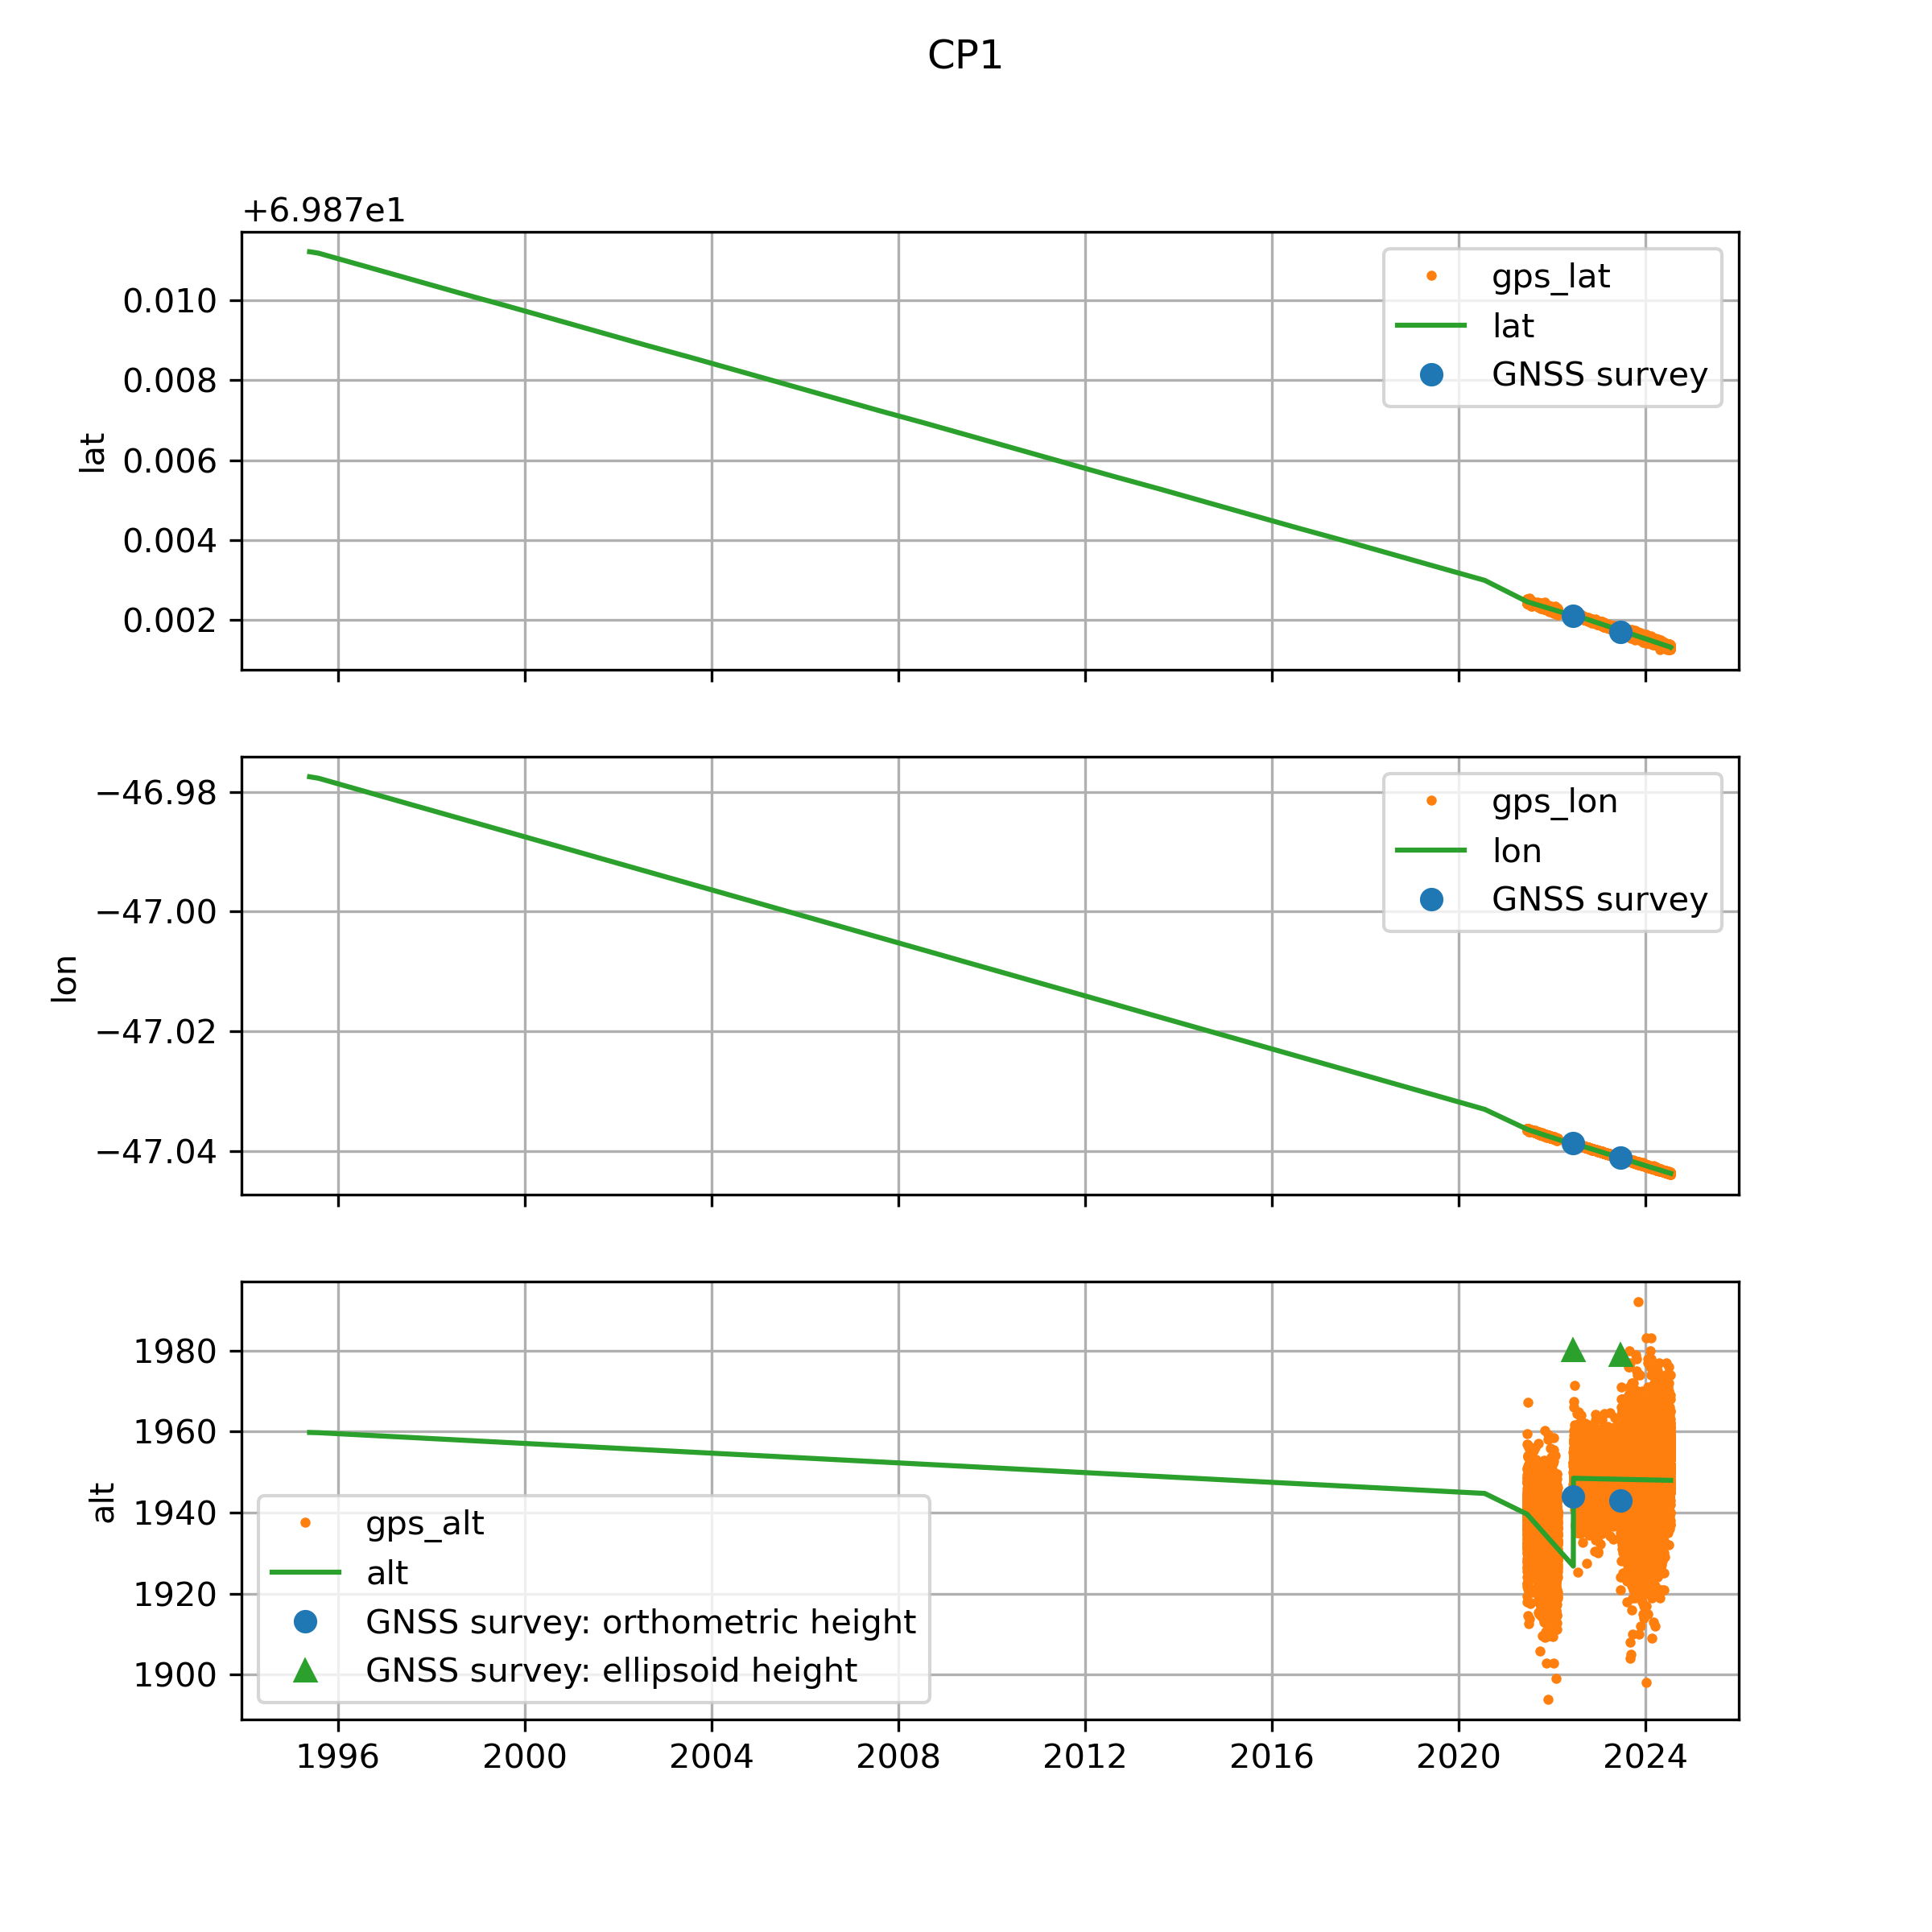 CP1
+6.987e1
0.010
0.008
0.006
0.004
0.002
lat
gps_lat
lat
GNSS survey
−46.98
−47.00
−47.02
−47.04
lon
gps_lon
lon
GNSS survey
1980
1960
1940
1920
1900
alt
gps_alt
alt
GNSS survey: orthometric height
GNSS survey: ellipsoid height
1996 2000 2004 2008 2012 2016 2020 2024